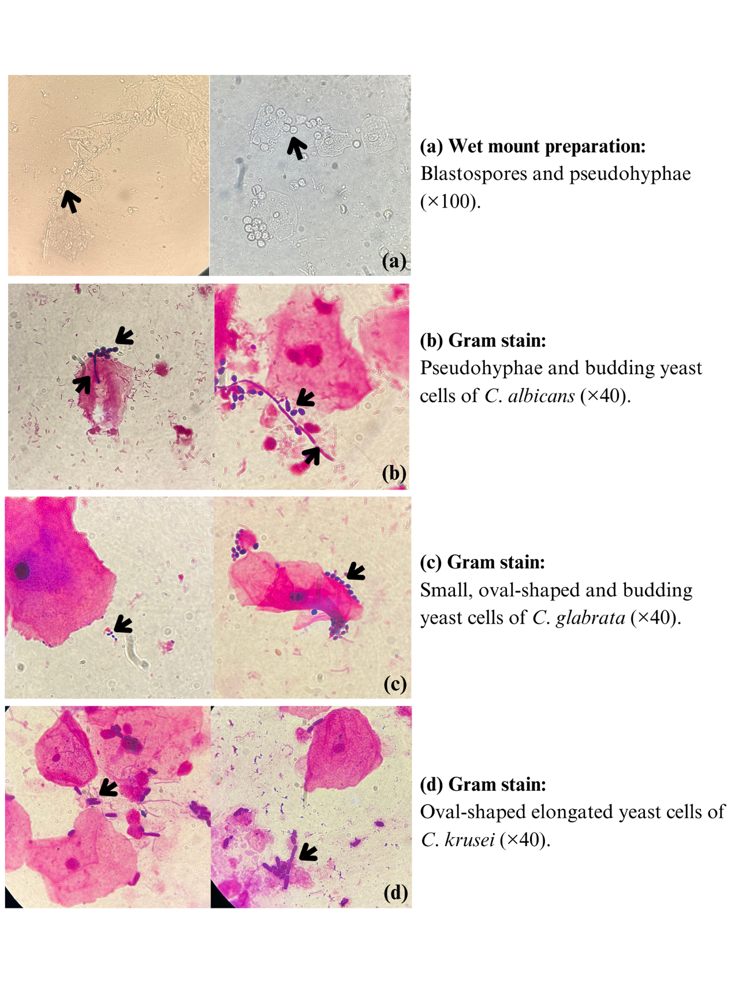 (a) Wet mount preparation:
Blastospores and pseudohyphae
(×100).
(a)
(b) Gram stain:
Pseudohyphae and budding yeast
cells of C. albicans (×40).
(b)
(c) Gram stain:
Small, oval-shaped and budding
yeast cells of C. glabrata (×40).
(c)
(d) Gram stain:
Oval-shaped elongated yeast cells of
C. krusei (×40).
(d)